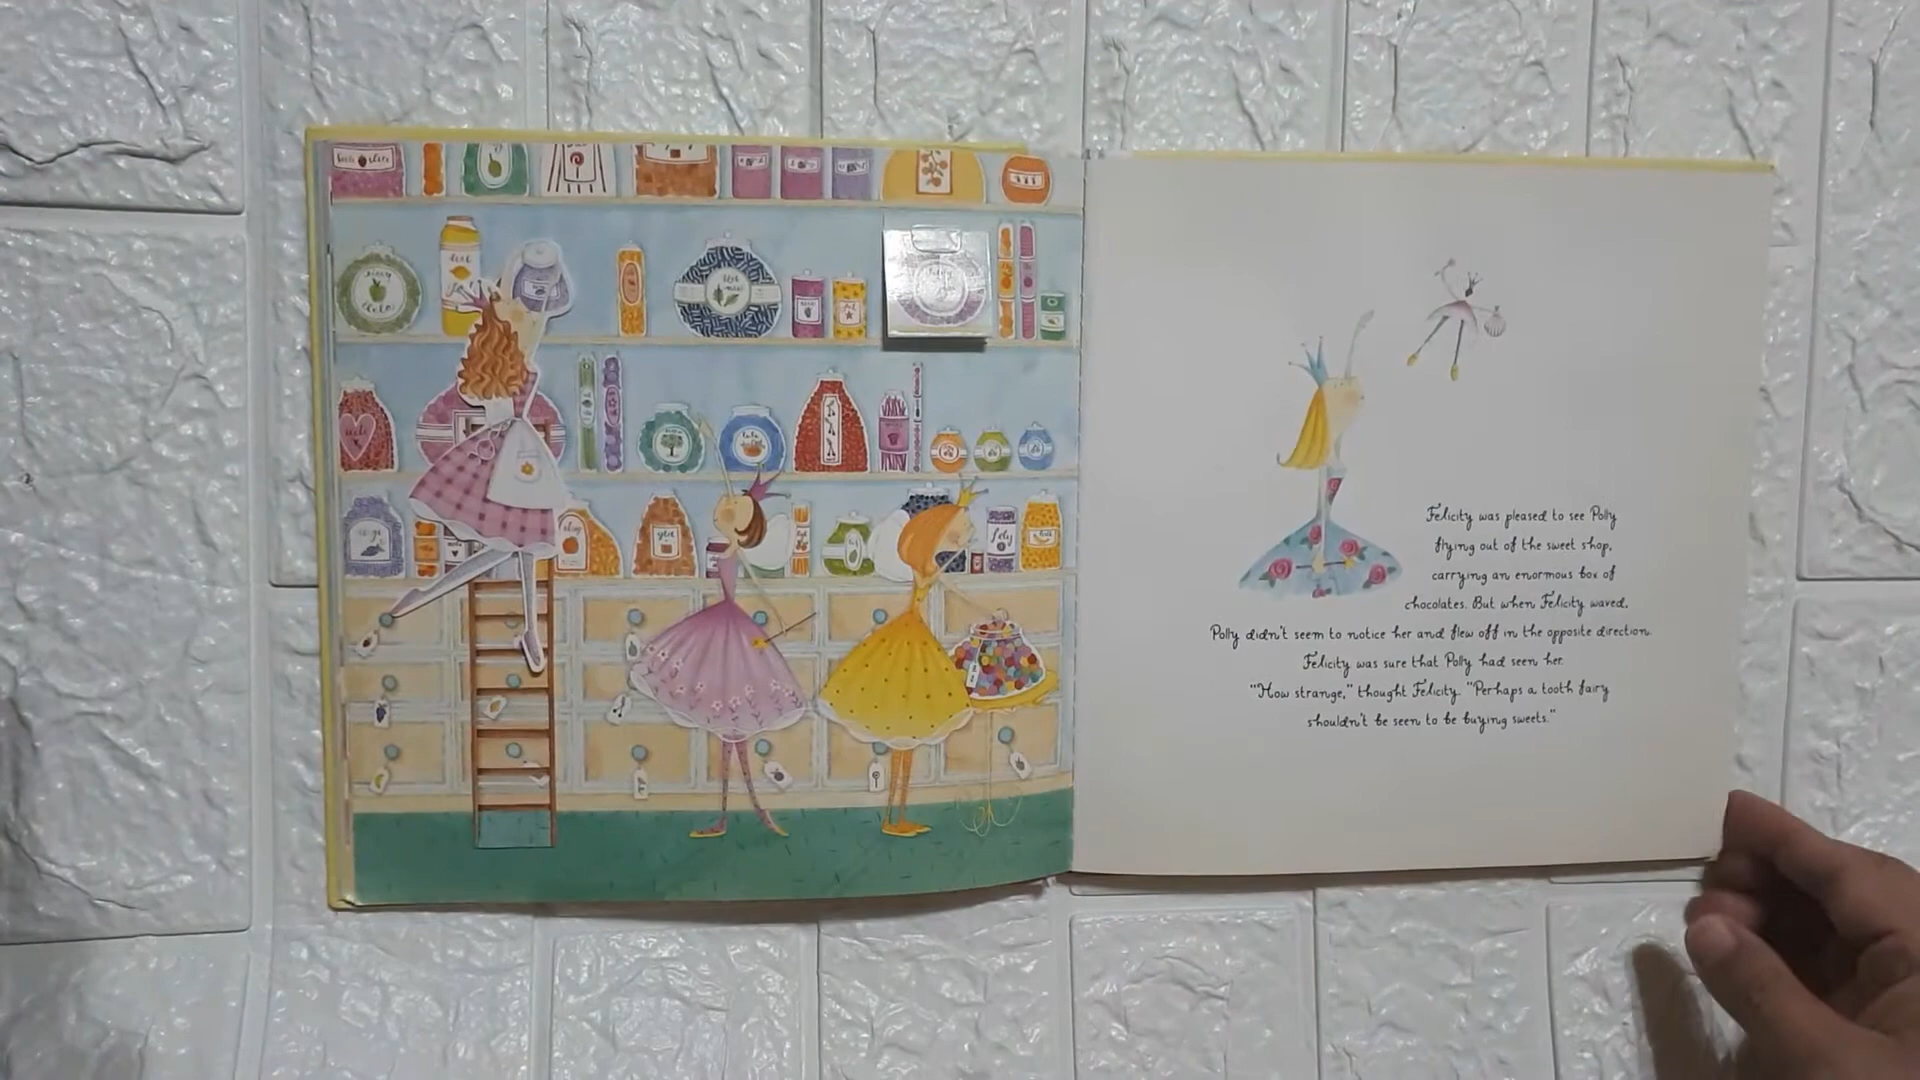 Felicity was pleased to see Polly
flying out of the sweet shop,
carrying an enormous box of
chocolates. But when Felicity waved,
Polly didn't seem to notice her and flew off in the opposite direction.
Felicity was sure that Polly had seen her.
"How strange," thought Felicity. "Perhaps a tooth fairy
shouldn't be seen to be buying sweets."